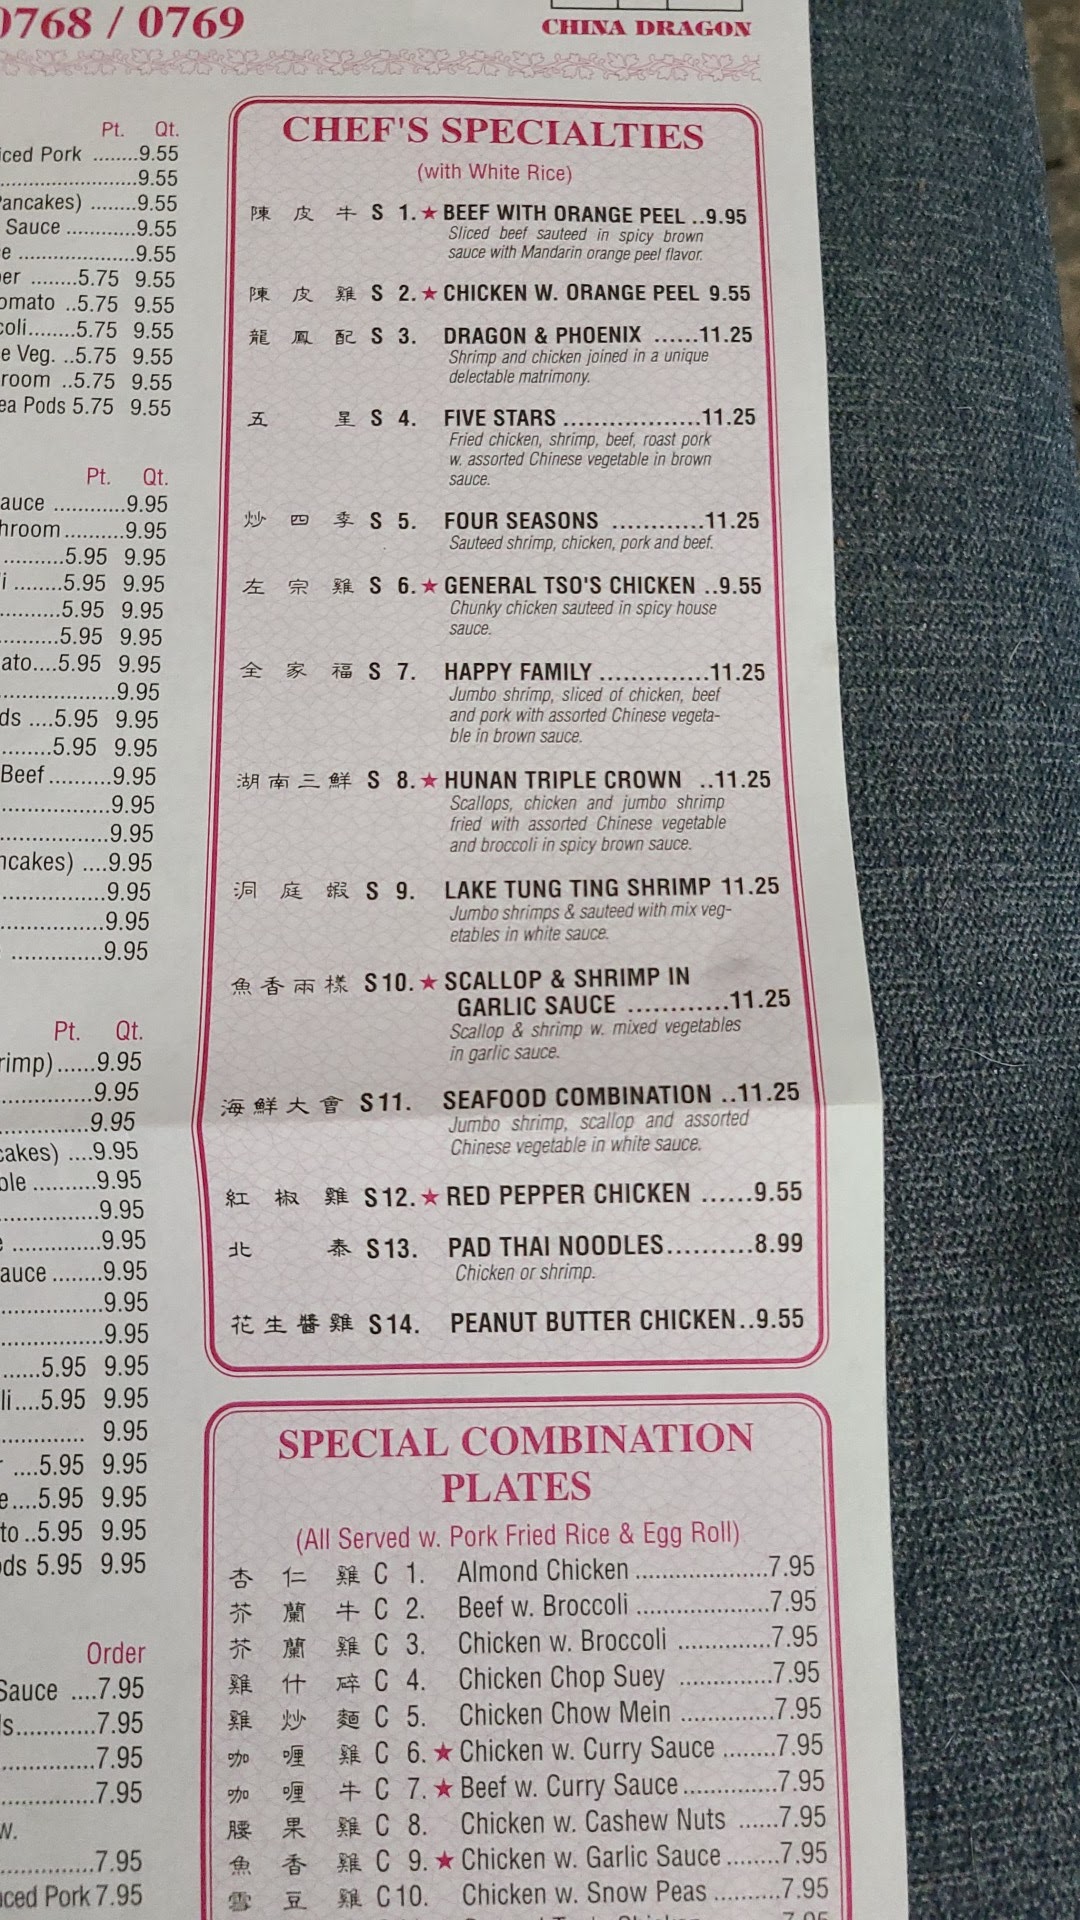 0768 / 0769
CHINA DRAGON
Pt. Qt.
Pork ........9.55
..........................9.55
Pancakes) ........9.55
Sauce ............9.55
.....................9.55
........5.75 9.55
..5.75 9.55
........5.75 9.55
Veg. ..5.75 9.55
..5.75 9.55
Pods 5.75 9.55
Pt. Qt.
............9.95
..........9.95
..........5.95 9.95
........5.95 9.95
.........5.95 9.95
..........5.95 9.95
....5.95 9.95
..................9.95
....5.95 9.95
........5.95 9.95
Beef ..........9.95
..................9.95
..................9.95
....9.95
..................9.95
..................9.95
..............9.95
Pt. Qt.
......9.95
..................9.95
..................9.95
....9.95
..........9.95
..................9.95
..............9.95
........9.95
..................9.95
..................9.95
......5.95 9.95
....5.95 9.95
............. 9.95
....5.95 9.95
....5.95 9.95
..5.95 9.95
5.95 9.95
Order
Sauce ....7.95
............7.95
..............7.95
..............7.95
w.
..............7.95
Pork 7.95
CHEF'S SPECIALTIES
(with White Rice)
陳皮牛 S 1.★ BEEF WITH ORANGE PEEL ..9.95
Sliced beef sauteed in spicy brown
sauce with Mandarin orange peel flavor.
陳皮雞 S 2.★ CHICKEN W. ORANGE PEEL 9.55
龍鳳配 S 3. DRAGON & PHOENIX ......11.25
Shrimp and chicken joined in a unique
delectable matrimony.
五星 S 4. FIVE STARS ..................11.25
Fried chicken, shrimp, beef, roast pork
w. assorted Chinese vegetable in brown
sauce.
炒四季 S 5. FOUR SEASONS ............11.25
Sauteed shrimp, chicken, pork and beef.
左宗雞 S 6.★ GENERAL TSO'S CHICKEN ..9.55
Chunky chicken sauteed in spicy house
sauce.
全家福 S 7. HAPPY FAMILY ..............11.25
Jumbo shrimp, sliced of chicken, beef
and pork with assorted Chinese vegeta-
ble in brown sauce.
湖南三鮮 S 8.★ HUNAN TRIPLE CROWN ..11.25
Scallops, chicken and jumbo shrimp
fried with assorted Chinese vegetable
and broccoli in spicy brown sauce.
洞庭蝦 S 9. LAKE TUNG TING SHRIMP 11.25
Jumbo shrimps & sauteed with mix veg-
etables in white sauce.
魚香兩樣 S10.★ SCALLOP & SHRIMP IN
GARLIC SAUCE ............11.25
Scallop & shrimp w. mixed vegetables
in garlic sauce.
海鮮大會 S11. SEAFOOD COMBINATION ..11.25
Jumbo shrimp, scallop and assorted
Chinese vegetable in white sauce.
紅椒雞 S12.★ RED PEPPER CHICKEN ......9.55
北泰 S13. PAD THAI NOODLES..........8.99
Chicken or shrimp.
花生醬雞 S14. PEANUT BUTTER CHICKEN..9.55
SPECIAL COMBINATION
PLATES
(All Served w. Pork Fried Rice & Egg Roll)
杏仁雞 C 1. Almond Chicken ....................7.95
芥蘭牛 C 2. Beef w. Broccoli ....................7.95
芥蘭雞 C 3. Chicken w. Broccoli ..............7.95
雞什碎 C 4. Chicken Chop Suey ..............7.95
雞炒麵 C 5. Chicken Chow Mein ..............7.95
咖喱雞 C 6.★ Chicken w. Curry Sauce ........7.95
咖喱牛 C 7.★ Beef w. Curry Sauce..............7.95
腰果雞 C 8. Chicken w. Cashew Nuts ......7.95
魚香雞 C 9.★ Chicken w. Garlic Sauce ........7.95
雪豆雞 C10. Chicken w. Snow Peas ..........7.95